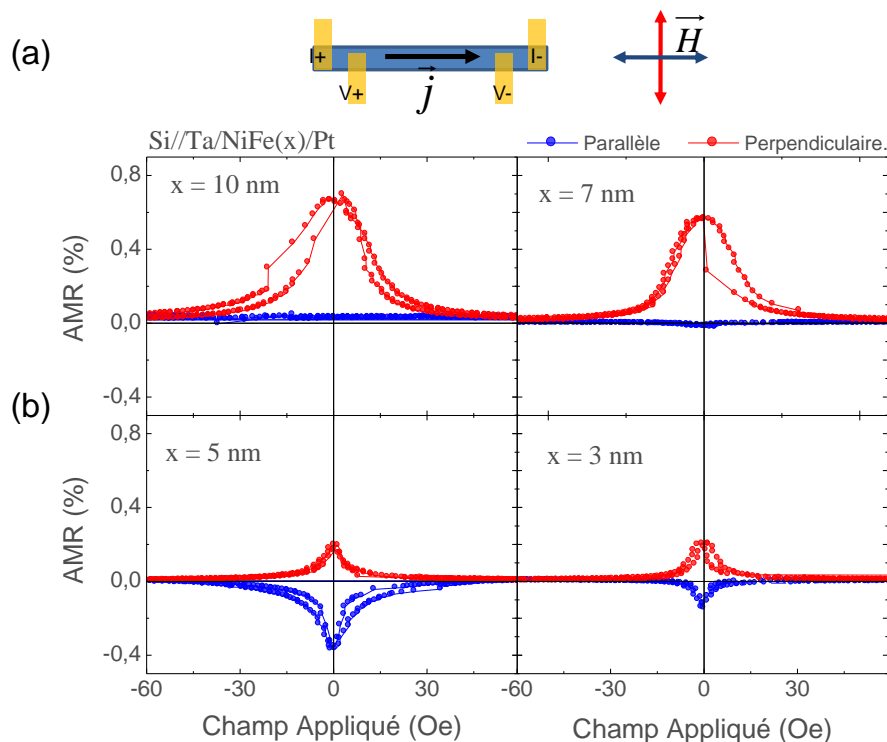 (a)
I+
I-
V+
V-
j
H
Si//Ta/NiFe(x)/Pt
Parallèle
Perpendiculaire.
x = 10 nm
x = 7 nm
0,8
0,4
0,0
-0,4
AMR (%)
(b)
x = 5 nm
x = 3 nm
0,8
0,4
0,0
-0,4
AMR (%)
-60
-30
0
30
-60
-30
0
30
Champ Appliqué (Oe)
Champ Appliqué (Oe)